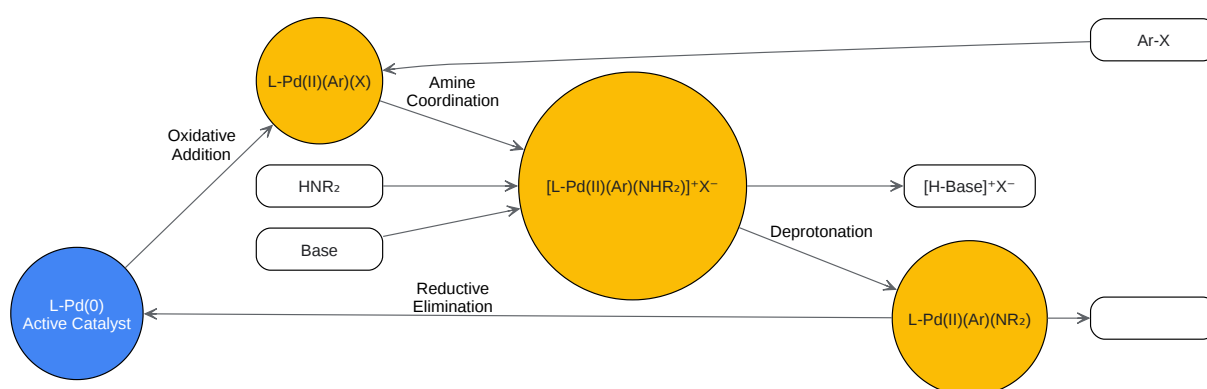 Ar-X
L-Pd(II)(Ar)(X)
Amine
Coordination
Oxidative
Addition
HNR₂
[L-Pd(II)(Ar)(NHR₂)]⁺X⁻
[H-Base]⁺X⁻
Base
Deprotonation
Reductive
Elimination
L-Pd(0)
Active Catalyst
L-Pd(II)(Ar)(NR₂)